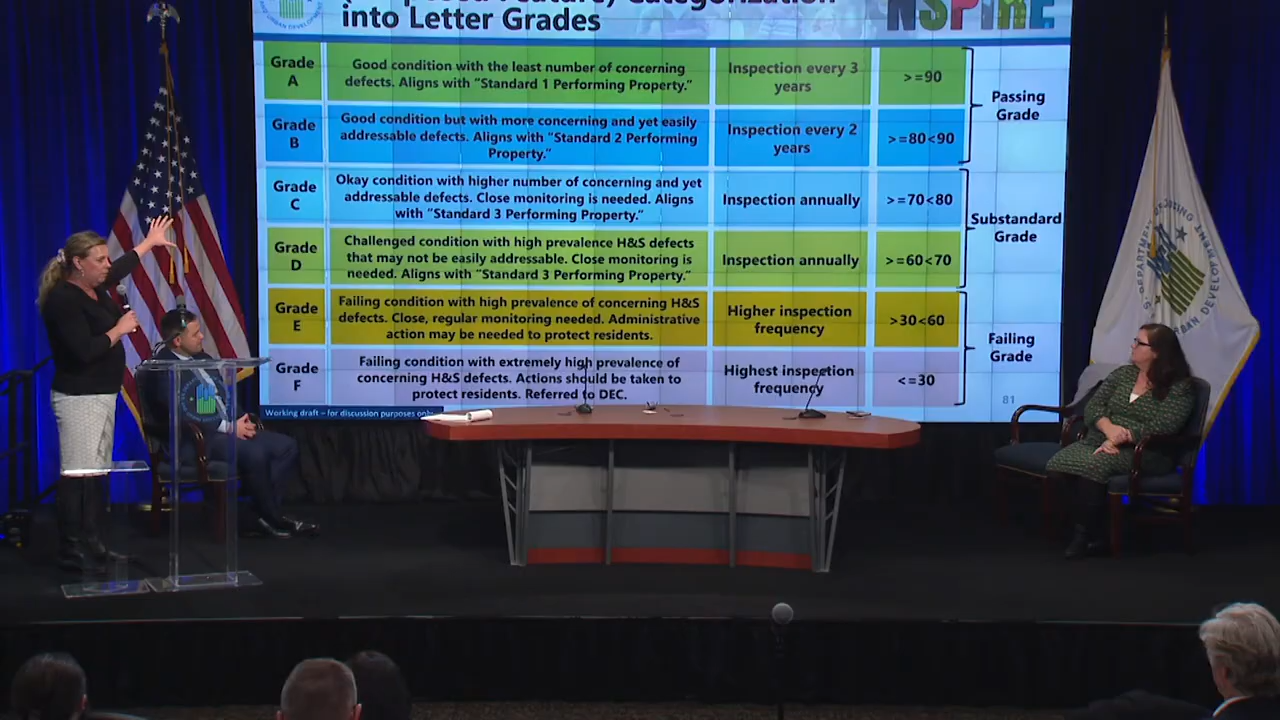 Categorization
into Letter Grades
INSPIRE
Grade
A
Good condition with the least number of concerning
defects. Aligns with "Standard 1 Performing Property."
Inspection every 3
years
>=90
Grade
B
Good condition but with more concerning and yet easily
addressable defects. Aligns with "Standard 2 Performing
Property."
Inspection every 2
years
>=80<90
Passing
Grade
Grade
C
Okay condition with higher number of concerning and yet
addressable defects. Close monitoring is needed. Aligns
with "Standard 3 Performing Property."
Inspection annually
>=70<80
Grade
D
Challenged condition with high prevalence H&S defects
that may not be easily addressable. Close monitoring is
needed. Aligns with "Standard 3 Performing Property."
Inspection annually
>=60<70
Substandard
Grade
Grade
E
Failing condition with high prevalence of concerning H&S
defects. Close, regular monitoring needed. Administrative
action may be needed to protect residents.
Higher inspection
frequency
>30<60
Grade
F
Failing condition with extremely high prevalence of
concerning H&S defects. Actions should be taken to
protect residents. Referred to DEC.
Highest inspection
frequency
<=30
Failing
Grade
Working draft – for discussion purposes only
81